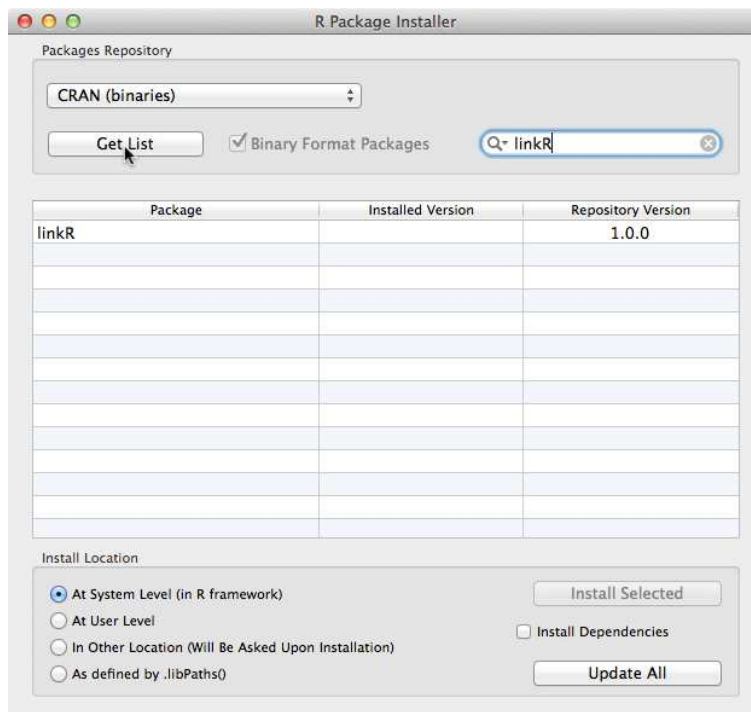 R Package Installer
Packages Repository
CRAN (binaries)
Get List
Binary Format Packages
linkR
Package Installed Version Repository Version
linkR 1.0.0
Install Location
At System Level (in R framework)
Install Selected
At User Level
Install Dependencies
In Other Location (Will Be Asked Upon Installation)
As defined by .libPaths()
Update All